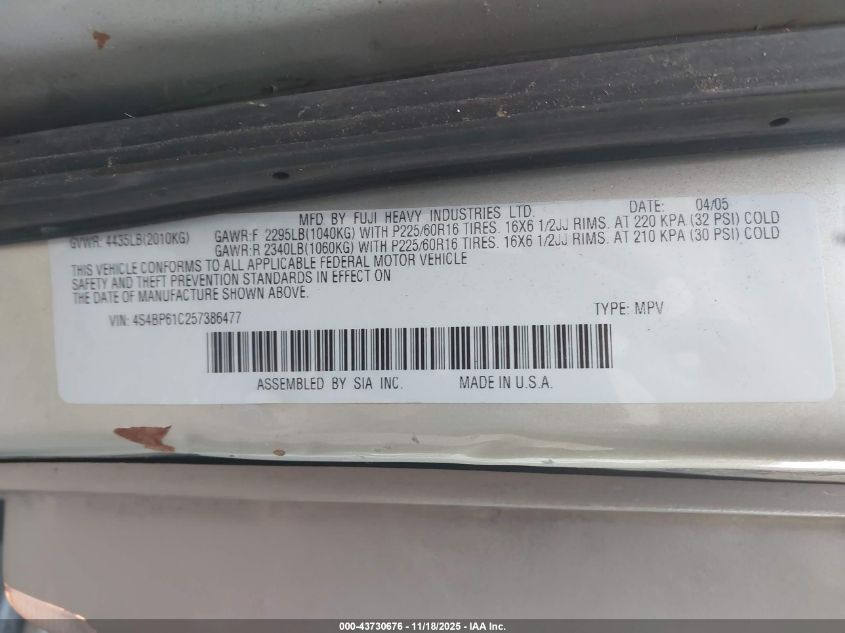 MFD. BY FUJI HEAVY INDUSTRIES LTD. DATE: 04/05
GVWR: 4435LB(2010KG) GAWR:F 2295LB(1040KG) WITH P225/60R16 TIRES. 16X6 1/2JJ RIMS. AT 220 KPA (32 PSI) COLD
GAWR:R 2340LB(1060KG) WITH P225/60R16 TIRES. 16X6 1/2JJ RIMS. AT 210 KPA (30 PSI) COLD
THIS VEHICLE CONFORMS TO ALL APPLICABLE FEDERAL MOTOR VEHICLE
SAFETY AND THEFT PREVENTION STANDARDS IN EFFECT ON
THE DATE OF MANUFACTURE SHOWN ABOVE.
VIN: 4S4BP61C257386477 TYPE: MPV
ASSEMBLED BY SIA INC. MADE IN U.S.A.
000-43730676 - 11/18/2025 - IAA Inc.